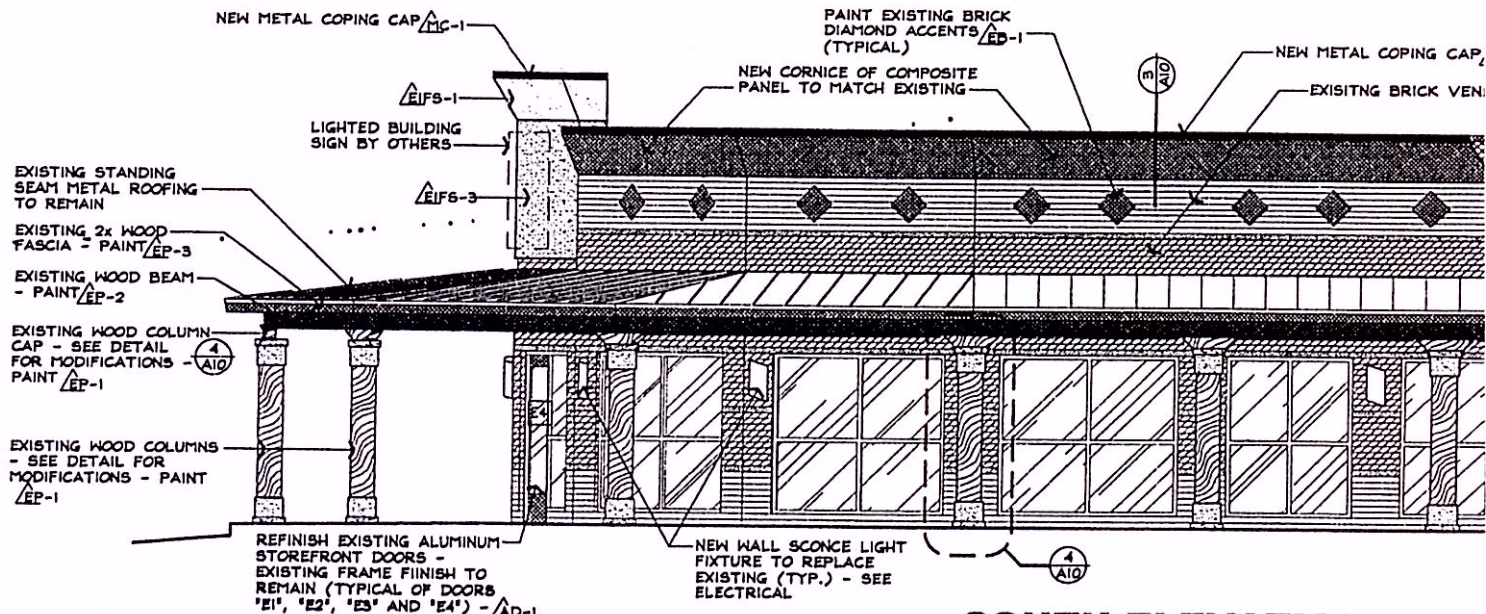 NEW METAL COPING CAP MC-1
EIFS-1
LIGHTED BUILDING
SIGN BY OTHERS
EIFS-3
EXISTING STANDING
SEAM METAL ROOFING
TO REMAIN
EXISTING 2x WOOD
FASCIA - PAINT EP-3
EXISTING WOOD BEAM
- PAINT EP-2
EXISTING WOOD COLUMN
CAP - SEE DETAIL
FOR MODIFICATIONS -
PAINT EP-1
4
A10
EXISTING WOOD COLUMNS
- SEE DETAIL FOR
MODIFICATIONS - PAINT
EP-1
PAINT EXISTING BRICK
DIAMOND ACCENTS EB-1
(TYPICAL)
NEW CORNICE OF COMPOSITE
PANEL TO MATCH EXISTING
3
A10
NEW METAL COPING CAP
EXISITNG BRICK VEN
E4
REFINISH EXISTING ALUMINUM
STOREFRONT DOORS -
EXISTING FRAME FIINISH TO
REMAIN (TYPICAL OF DOORS
"E1", "E2", "E3" AND "E4") - AD-1
NEW WALL SCONCE LIGHT
FIXTURE TO REPLACE
EXISTING (TYP.) - SEE
ELECTRICAL
4
A10